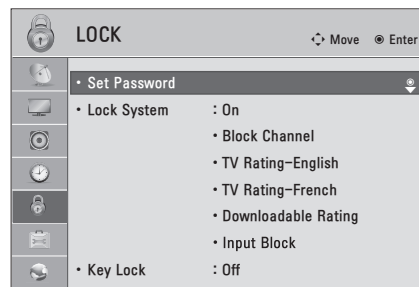 LOCK Move Enter
• Set Password
• Lock System : On
• Block Channel
• TV Rating-English
• TV Rating-French
• Downloadable Rating
• Input Block
• Key Lock : Off